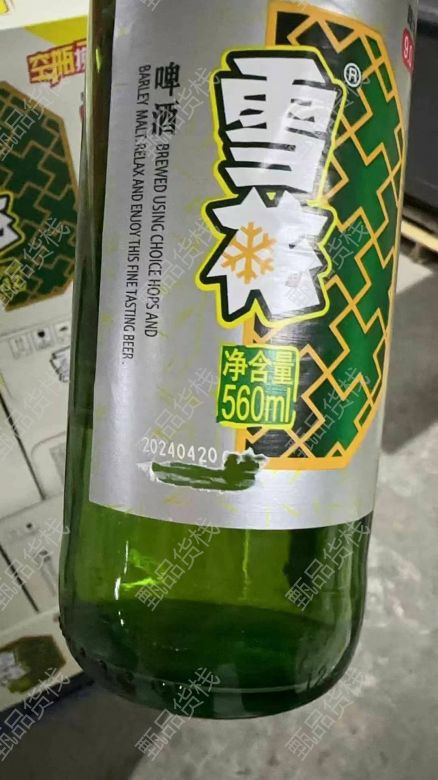 雪花
®
啤酒
BREWED USING CHOICE HOPS AND
BARLEY MALT. RELAX AND ENJOY THIS FINE TASTING BEER.
净含量
560ml
20240420
甄品货栈